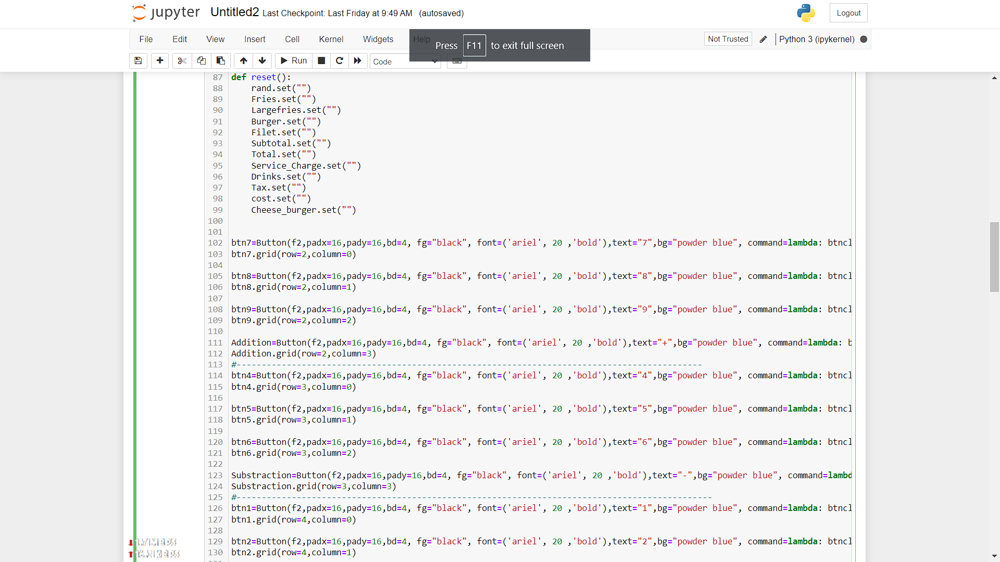 jupyter Untitled2 Last Checkpoint: Last Friday at 9:49 AM (autosaved) Logout
File Edit View Insert Cell Kernel Widgets Help Not Trusted Python 3 (ipykernel)
Press F11 to exit full screen
Run Code
87 def reset():
88 rand.set("")
89 Fries.set("")
90 Largefries.set("")
91 Burger.set("")
92 Filet.set("")
93 Subtotal.set("")
94 Total.set("")
95 Service_Charge.set("")
96 Drinks.set("")
97 Tax.set("")
98 cost.set("")
99 Cheese_burger.set("")
100
101
102 btn7=Button(f2,padx=16,pady=16,bd=4, fg="black", font=('ariel', 20 ,'bold'),text="7",bg="powder blue", command=lambda: btncl
103 btn7.grid(row=2,column=0)
104
105 btn8=Button(f2,padx=16,pady=16,bd=4, fg="black", font=('ariel', 20 ,'bold'),text="8",bg="powder blue", command=lambda: btncl
106 btn8.grid(row=2,column=1)
107
108 btn9=Button(f2,padx=16,pady=16,bd=4, fg="black", font=('ariel', 20 ,'bold'),text="9",bg="powder blue", command=lambda: btncl
109 btn9.grid(row=2,column=2)
110
111 Addition=Button(f2,padx=16,pady=16,bd=4, fg="black", font=('ariel', 20 ,'bold'),text="+",bg="powder blue", command=lambda: b
112 Addition.grid(row=2,column=3)
113 #---------------------------------------------------------------------------------------------
114 btn4=Button(f2,padx=16,pady=16,bd=4, fg="black", font=('ariel', 20 ,'bold'),text="4",bg="powder blue", command=lambda: btncl
115 btn4.grid(row=3,column=0)
116
117 btn5=Button(f2,padx=16,pady=16,bd=4, fg="black", font=('ariel', 20 ,'bold'),text="5",bg="powder blue", command=lambda: btncl
118 btn5.grid(row=3,column=1)
119
120 btn6=Button(f2,padx=16,pady=16,bd=4, fg="black", font=('ariel', 20 ,'bold'),text="6",bg="powder blue", command=lambda: btncl
121 btn6.grid(row=3,column=2)
122
123 Substraction=Button(f2,padx=16,pady=16,bd=4, fg="black", font=('ariel', 20 ,'bold'),text="-",bg="powder blue", command=lambd
124 Substraction.grid(row=3,column=3)
125 #-----------------------------------------------------------------------------------------------
126 btn1=Button(f2,padx=16,pady=16,bd=4, fg="black", font=('ariel', 20 ,'bold'),text="1",bg="powder blue", command=lambda: btncl
127 btn1.grid(row=4,column=0)
128
129 btn2=Button(f2,padx=16,pady=16,bd=4, fg="black", font=('ariel', 20 ,'bold'),text="2",bg="powder blue", command=lambda: btncl
130 btn2.grid(row=4,column=1)